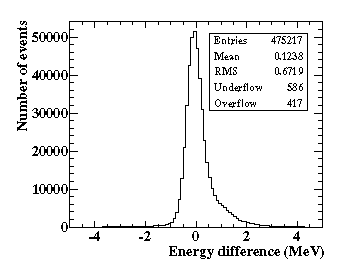 Number of events
50000
40000
30000
20000
10000
0
Entries 475217
Mean 0.1238
RMS 0.6719
Underflow 586
Overflow 417
-4 -2 0 2 4
Energy difference (MeV)